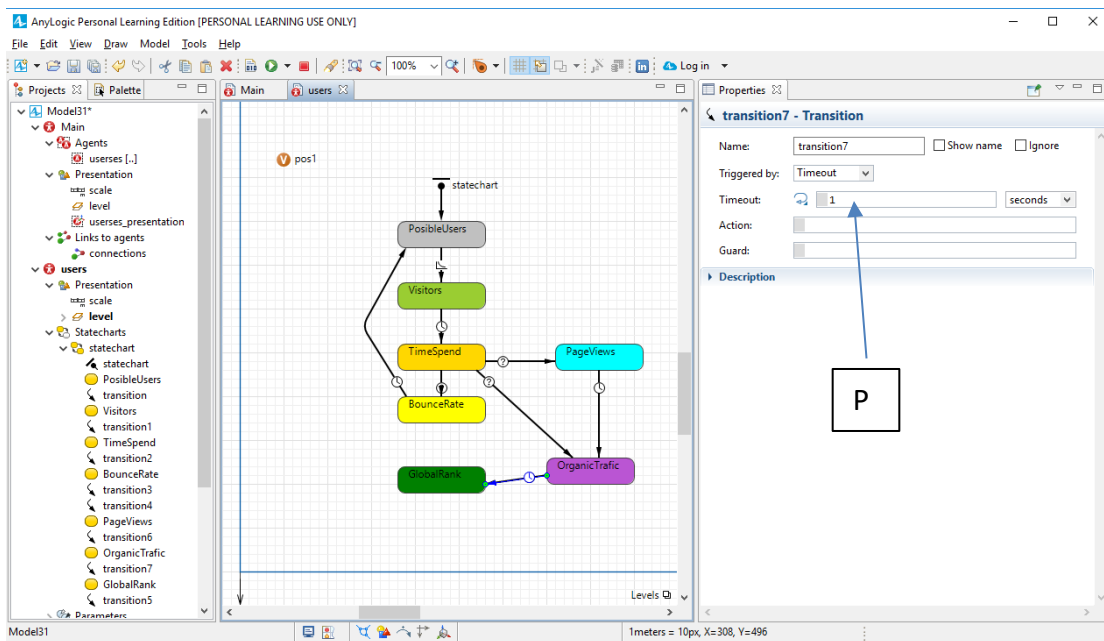 AnyLogic Personal Learning Edition [PERSONAL LEARNING USE ONLY]
File Edit View Draw Model Tools Help
100% Log in
Projects Palette
Main users
Properties
Model31*
Main
Agents
userses [..]
Presentation
scale
level
userses_presentation
Links to agents
connections
users
Presentation
scale
level
Statecharts
statechart
statechart
PosibleUsers
transition
Visitors
transition1
TimeSpend
transition2
BounceRate
transition3
transition4
PageViews
transition6
OrganicTrafic
transition7
GlobalRank
transition5
Parameters
V pos1
statechart
PosibleUsers
Visitors
TimeSpend
? PageViews
?
BounceRate
OrganicTrafic
GlobalRank
Levels
transition7 - Transition
Name: transition7 Show name Ignore
Triggered by: Timeout
Timeout: 1 seconds
Action:
Guard:
Description
P
Model31
1meters = 10px, X=308, Y=496